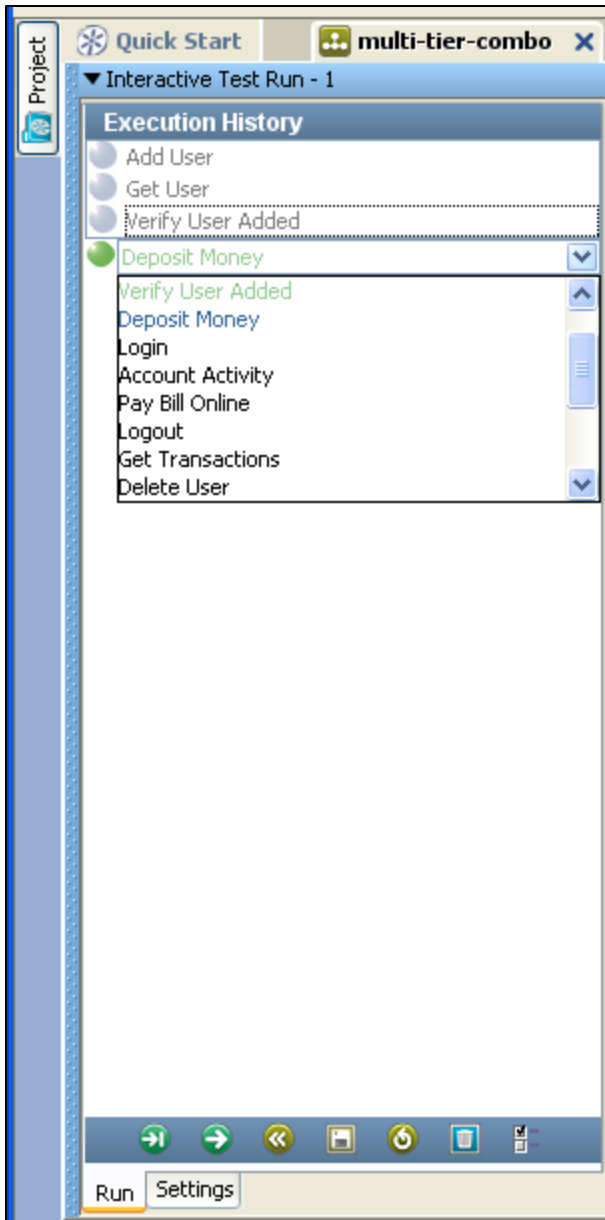 Project
Quick Start
multi-tier-combo
Interactive Test Run - 1
Execution History
Add User
Get User
Verify User Added
Deposit Money
Verify User Added
Deposit Money
Login
Account Activity
Pay Bill Online
Logout
Get Transactions
Delete User
Run
Settings